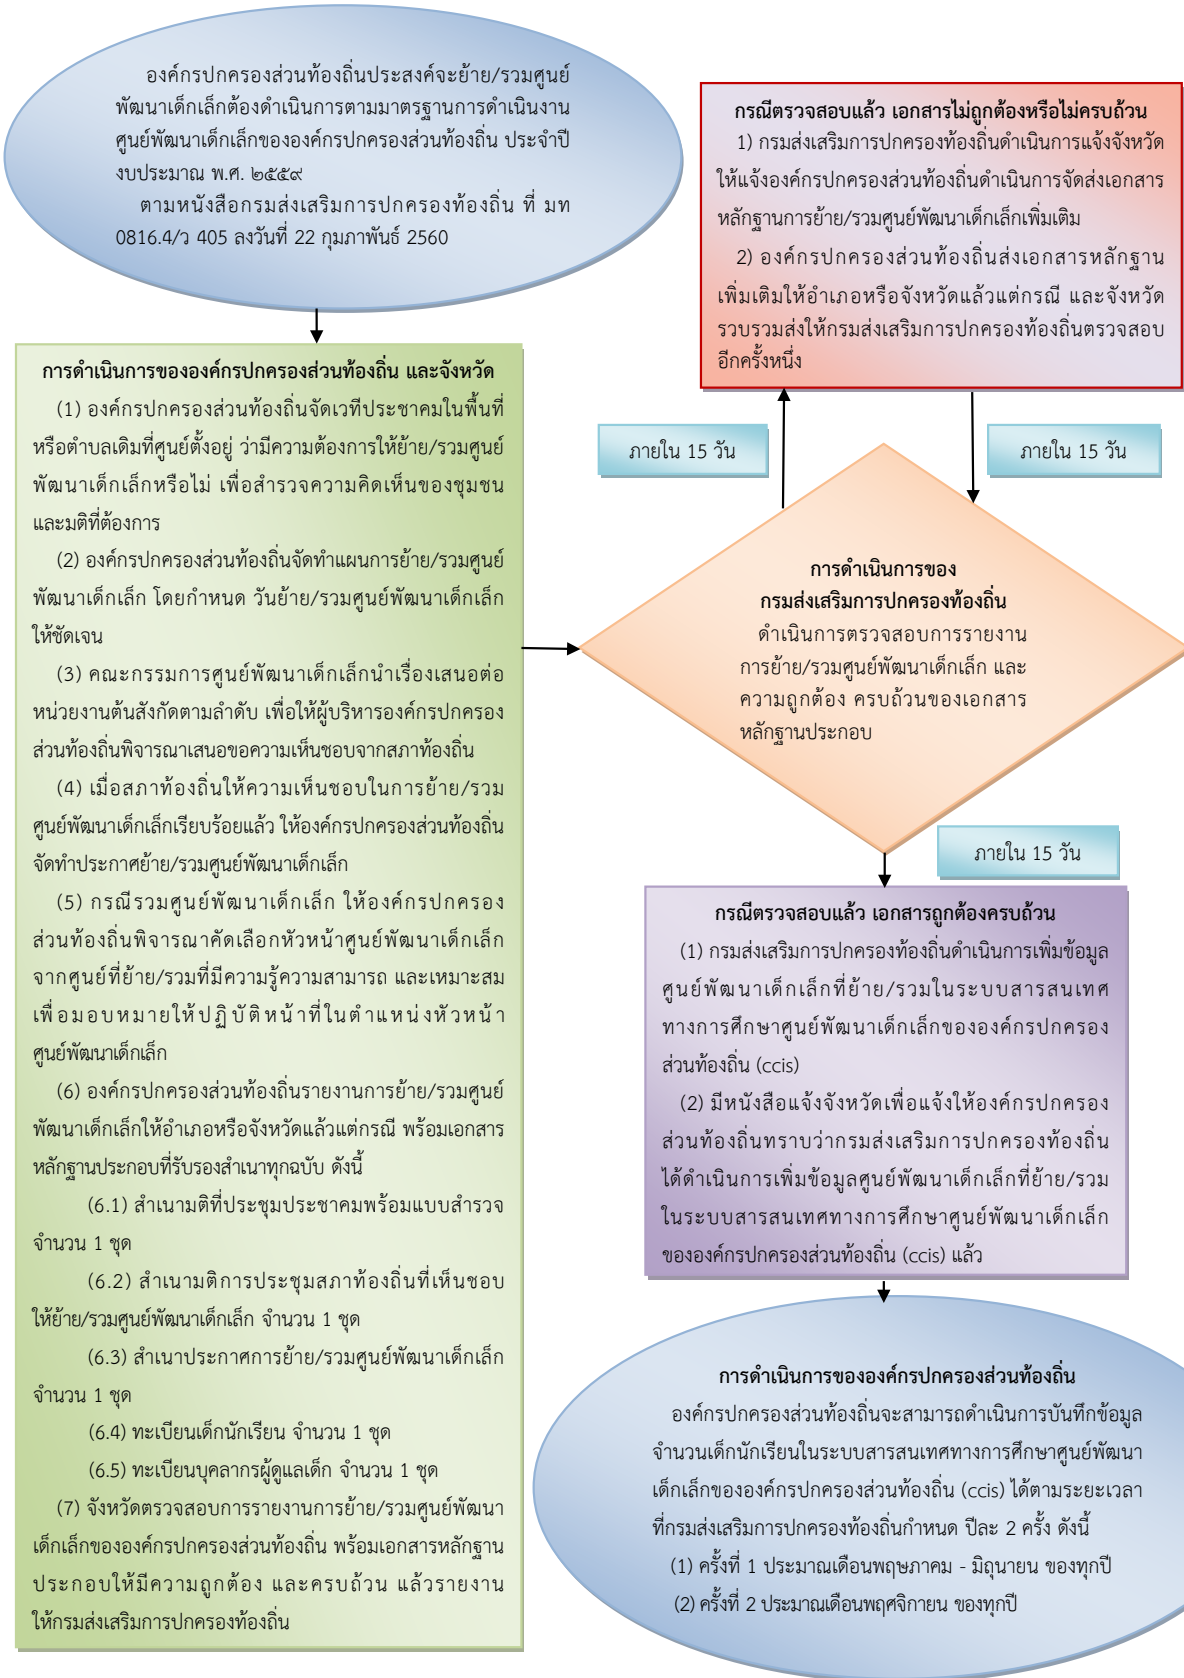 องค์กรปกครองส่วนท้องถิ่นประสงค์จะย้าย/รวมศูนย์
พัฒนาเด็กเล็กต้องดำเนินการตามมาตรฐานการดำเนินงาน
ศูนย์พัฒนาเด็กเล็กขององค์กรปกครองส่วนท้องถิ่น ประจำปี
งบประมาณ พ.ศ. ๒๕๕๙
ตามหนังสือกรมส่งเสริมการปกครองท้องถิ่น ที่ มท
0816.4/ว 405 ลงวันที่ 22 กุมภาพันธ์ 2560
การดำเนินการขององค์กรปกครองส่วนท้องถิ่น และจังหวัด
(1) องค์กรปกครองส่วนท้องถิ่นจัดเวทีประชาคมในพื้นที่
หรือตำบลเดิมที่ศูนย์ตั้งอยู่ ว่ามีความต้องการให้ย้าย/รวมศูนย์
พัฒนาเด็กเล็กหรือไม่ เพื่อสำรวจความคิดเห็นของชุมชน
และมติที่ต้องการ
(2) องค์กรปกครองส่วนท้องถิ่นจัดทำแผนการย้าย/รวมศูนย์
พัฒนาเด็กเล็ก โดยกำหนด วันย้าย/รวมศูนย์พัฒนาเด็กเล็ก
ให้ชัดเจน
(3) คณะกรรมการศูนย์พัฒนาเด็กเล็กนำเรื่องเสนอต่อ
หน่วยงานต้นสังกัดตามลำดับ เพื่อให้ผู้บริหารองค์กรปกครอง
ส่วนท้องถิ่นพิจารณาเสนอขอความเห็นชอบจากสภาท้องถิ่น
(4) เมื่อสภาท้องถิ่นให้ความเห็นชอบในการย้าย/รวม
ศูนย์พัฒนาเด็กเล็กเรียบร้อยแล้ว ให้องค์กรปกครองส่วนท้องถิ่น
จัดทำประกาศย้าย/รวมศูนย์พัฒนาเด็กเล็ก
(5) กรณีรวมศูนย์พัฒนาเด็กเล็ก ให้องค์กรปกครอง
ส่วนท้องถิ่นพิจารณาคัดเลือกหัวหน้าศูนย์พัฒนาเด็กเล็ก
จากศูนย์ที่ย้าย/รวมที่มีความรู้ความสามารถ และเหมาะสม
เพื่อมอบหมายให้ปฏิบัติหน้าที่ในตำแหน่งหัวหน้า
ศูนย์พัฒนาเด็กเล็ก
(6) องค์กรปกครองส่วนท้องถิ่นรายงานการย้าย/รวมศูนย์
พัฒนาเด็กเล็กให้อำเภอหรือจังหวัดแล้วแต่กรณี พร้อมเอกสาร
หลักฐานประกอบที่รับรองสำเนาทุกฉบับ ดังนี้
(6.1) สำเนามติที่ประชุมประชาคมพร้อมแบบสำรวจ
จำนวน 1 ชุด
(6.2) สำเนามติการประชุมสภาท้องถิ่นที่เห็นชอบ
ให้ย้าย/รวมศูนย์พัฒนาเด็กเล็ก จำนวน 1 ชุด
(6.3) สำเนาประกาศการย้าย/รวมศูนย์พัฒนาเด็กเล็ก
จำนวน 1 ชุด
(6.4) ทะเบียนเด็กนักเรียน จำนวน 1 ชุด
(6.5) ทะเบียนบุคลากรผู้ดูแลเด็ก จำนวน 1 ชุด
(7) จังหวัดตรวจสอบการรายงานการย้าย/รวมศูนย์พัฒนา
เด็กเล็กขององค์กรปกครองส่วนท้องถิ่น พร้อมเอกสารหลักฐาน
ประกอบให้มีความถูกต้อง และครบถ้วน แล้วรายงาน
ให้กรมส่งเสริมการปกครองท้องถิ่น
กรณีตรวจสอบแล้ว เอกสารไม่ถูกต้องหรือไม่ครบถ้วน
1) กรมส่งเสริมการปกครองท้องถิ่นดำเนินการแจ้งจังหวัด
ให้แจ้งองค์กรปกครองส่วนท้องถิ่นดำเนินการจัดส่งเอกสาร
หลักฐานการย้าย/รวมศูนย์พัฒนาเด็กเล็กเพิ่มเติม
2) องค์กรปกครองส่วนท้องถิ่นส่งเอกสารหลักฐาน
เพิ่มเติมให้อำเภอหรือจังหวัดแล้วแต่กรณี และจังหวัด
รวบรวมส่งให้กรมส่งเสริมการปกครองท้องถิ่นตรวจสอบ
อีกครั้งหนึ่ง
ภายใน 15 วัน
ภายใน 15 วัน
การดำเนินการของ
กรมส่งเสริมการปกครองท้องถิ่น
ดำเนินการตรวจสอบการรายงาน
การย้าย/รวมศูนย์พัฒนาเด็กเล็ก และ
ความถูกต้อง ครบถ้วนของเอกสาร
หลักฐานประกอบ
ภายใน 15 วัน
กรณีตรวจสอบแล้ว เอกสารถูกต้องครบถ้วน
(1) กรมส่งเสริมการปกครองท้องถิ่นดำเนินการเพิ่มข้อมูล
ศูนย์พัฒนาเด็กเล็กที่ย้าย/รวมในระบบสารสนเทศ
ทางการศึกษาศูนย์พัฒนาเด็กเล็กขององค์กรปกครอง
ส่วนท้องถิ่น (ccis)
(2) มีหนังสือแจ้งจังหวัดเพื่อแจ้งให้องค์กรปกครอง
ส่วนท้องถิ่นทราบว่ากรมส่งเสริมการปกครองท้องถิ่น
ได้ดำเนินการเพิ่มข้อมูลศูนย์พัฒนาเด็กเล็กที่ย้าย/รวม
ในระบบสารสนเทศทางการศึกษาศูนย์พัฒนาเด็กเล็ก
ขององค์กรปกครองส่วนท้องถิ่น (ccis) แล้ว
การดำเนินการขององค์กรปกครองส่วนท้องถิ่น
องค์กรปกครองส่วนท้องถิ่นจะสามารถดำเนินการบันทึกข้อมูล
จำนวนเด็กนักเรียนในระบบสารสนเทศทางการศึกษาศูนย์พัฒนา
เด็กเล็กขององค์กรปกครองส่วนท้องถิ่น (ccis) ได้ตามระยะเวลา
ที่กรมส่งเสริมการปกครองท้องถิ่นกำหนด ปีละ 2 ครั้ง ดังนี้
(1) ครั้งที่ 1 ประมาณเดือนพฤษภาคม - มิถุนายน ของทุกปี
(2) ครั้งที่ 2 ประมาณเดือนพฤศจิกายน ของทุกปี